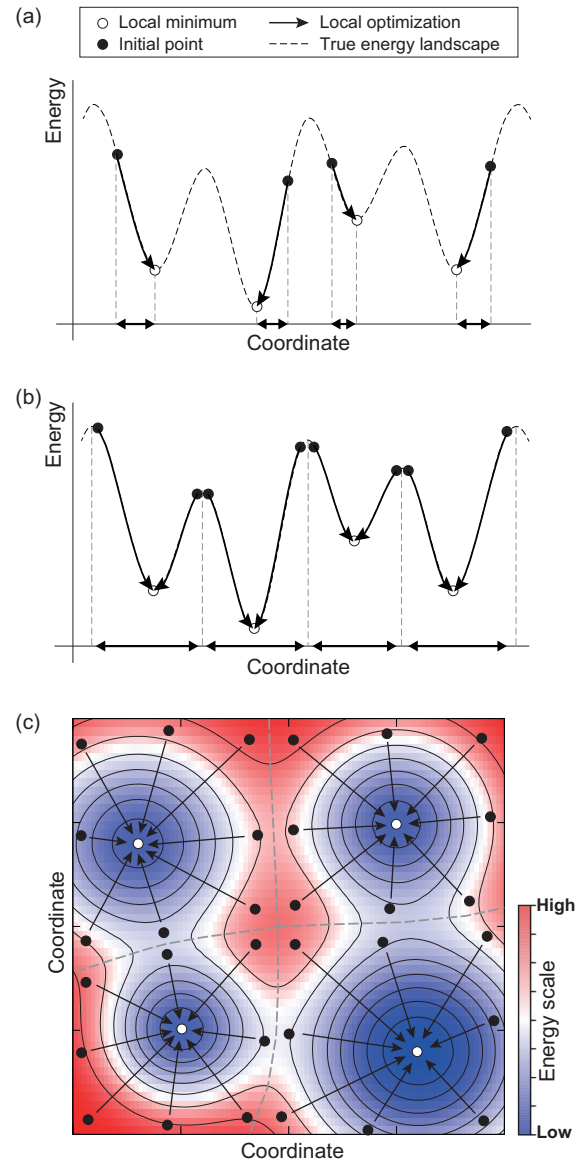 (a)
Local minimum
Local optimization
Initial point
True energy landscape
Energy
Coordinate
(b)
Energy
Coordinate
(c)
Coordinate
High
Energy scale
Low
Coordinate